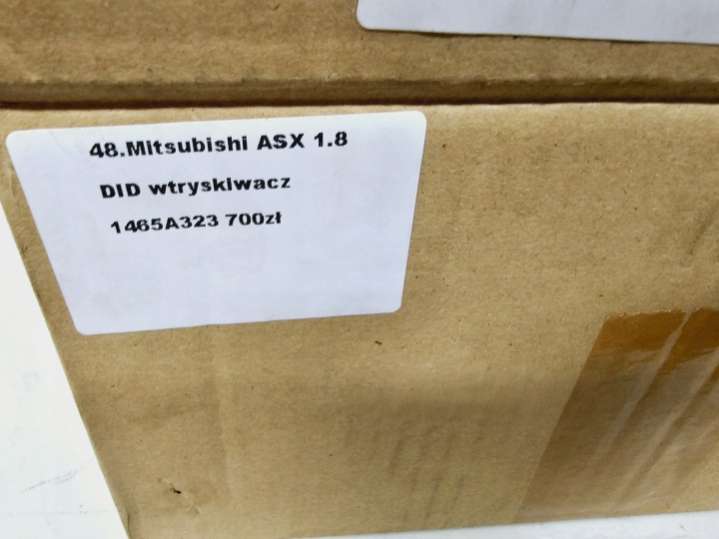 48.Mitsubishi ASX 1.8
DID wtryskiwacz
1465A323 700zł